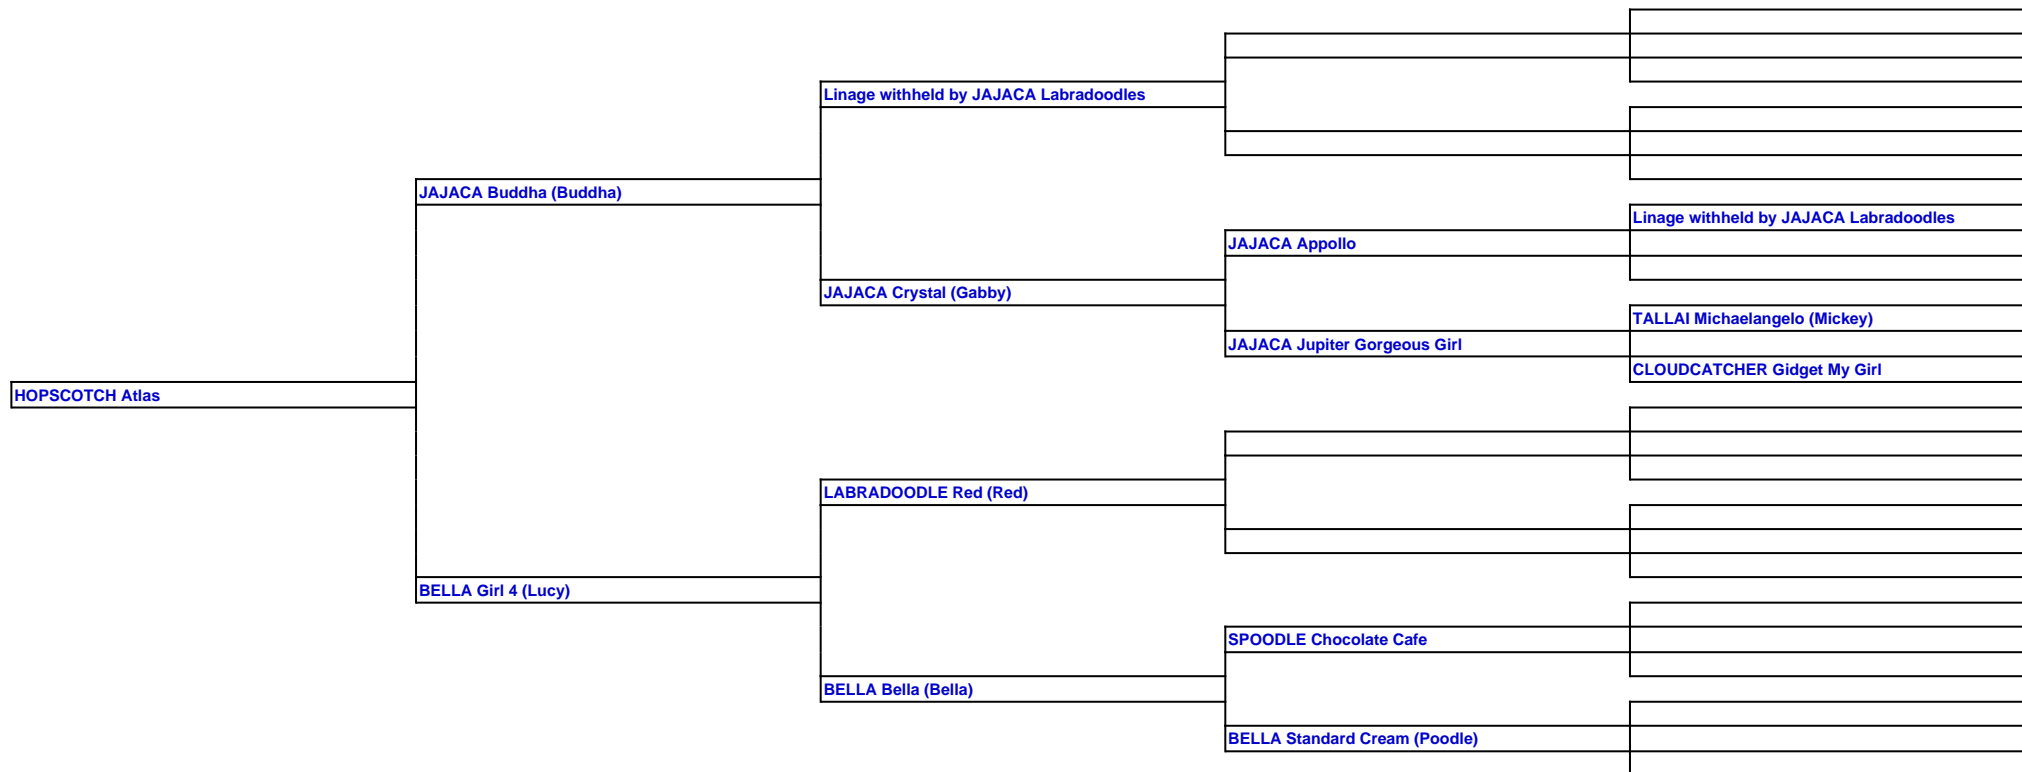 Linage withheld by JAJACA Labradoodles
JAJACA Buddha (Buddha)
Linage withheld by JAJACA Labradoodles
JAJACA Appollo
JAJACA Crystal (Gabby)
TALLAI Michaelangelo (Mickey)
JAJACA Jupiter Gorgeous Girl
CLOUDCATCHER Gidget My Girl
HOPSCOTCH Atlas
LABRADOODLE Red (Red)
BELLA Girl 4 (Lucy)
SPOODLE Chocolate Cafe
BELLA Bella (Bella)
BELLA Standard Cream (Poodle)